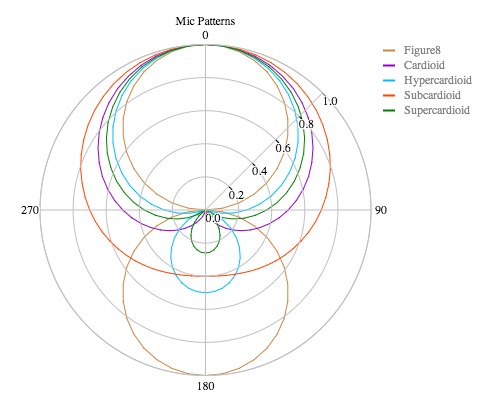 Mic Patterns
0
Figure8
Cardioid
Hypercardioid
Subcardioid
Supercardioid
1.0
0.8
0.6
0.4
0.2
270
0.0
90
180